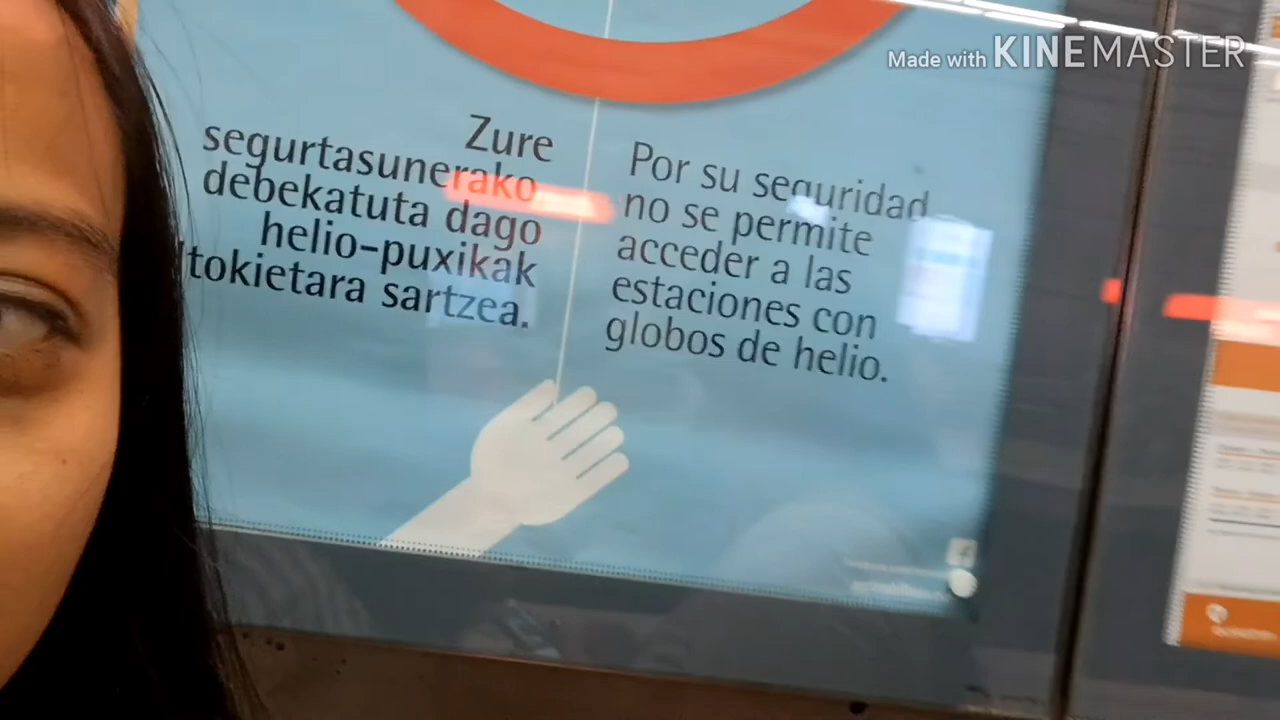 Made with KINEMASTER
Zure
segurtasunerako
debekatuta dago
helio-puxikak
ltokietara sartzea.
Por su seguridad
no se permite
acceder a las
estaciones con
globos de helio.